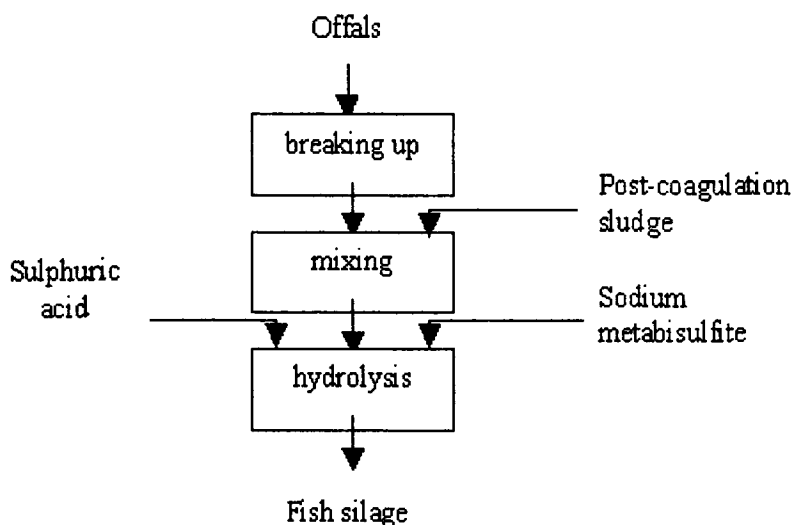 Offals
breaking up
Post-coagulation
sludge
mixing
Sulphuric
acid
Sodium
metabisulfite
hydrolysis
Fish silage